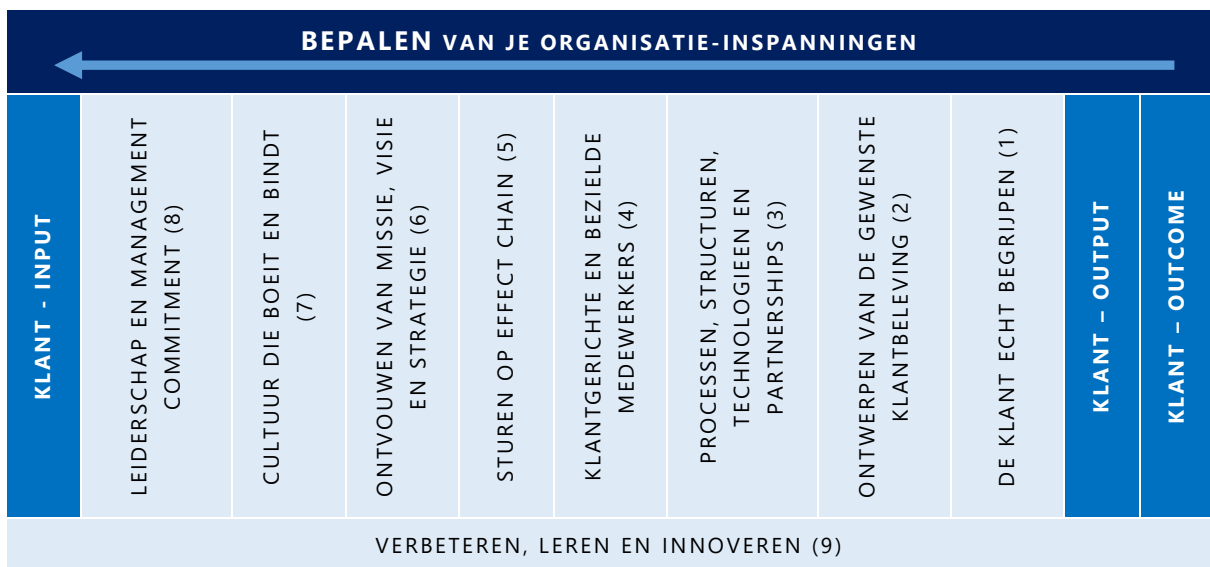 BEPALEN VAN JE ORGANISATIE-INSPANNINGEN
KLANT - INPUT
LEIDERSCHAP EN MANAGEMENT
COMMITMENT (8)
CULTUUR DIE BOEIT EN BINDT
(7)
ONTVOUWEN VAN MISSIE, VISIE
EN STRATEGIE (6)
STUREN OP EFFECT CHAIN (5)
KLANTGERICHTE EN BEZIELDE
MEDEWERKERS (4)
PROCESSEN, STRUCTUREN,
TECHNOLOGIEEN EN
PARTNERSHIPS (3)
ONTWERPEN VAN DE GEWENSTE
KLANTBELEVING (2)
DE KLANT ECHT BEGRIJPEN (1)
KLANT – OUTPUT
KLANT – OUTCOME
VERBETEREN, LEREN EN INNOVEREN (9)